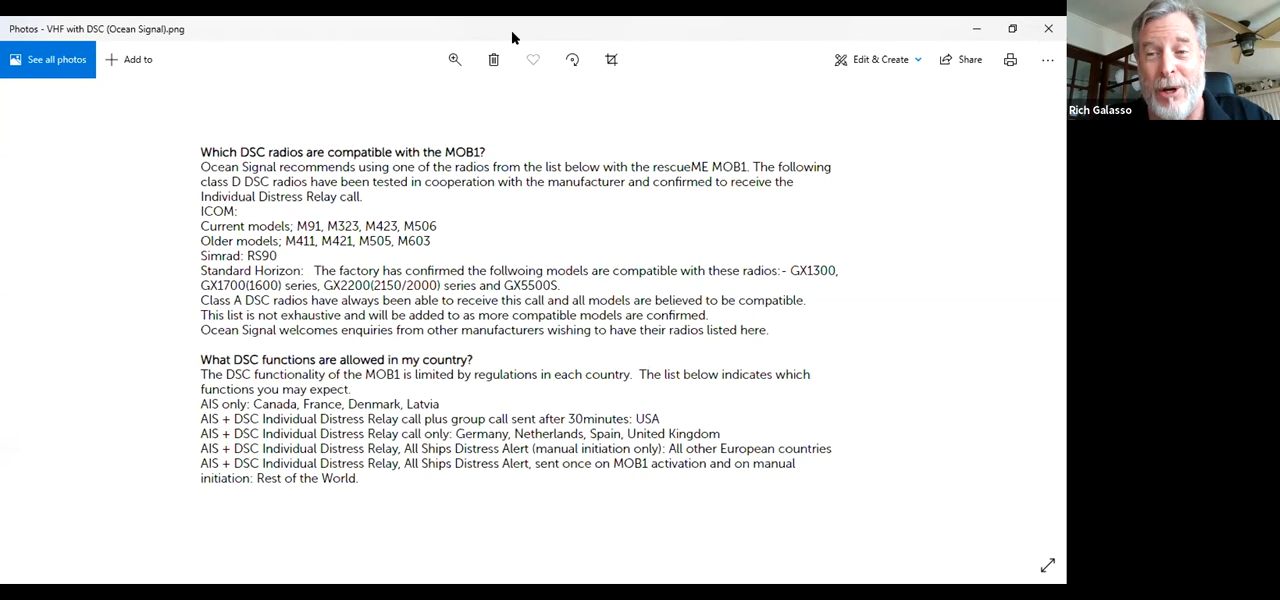 Photos - VHF with DSC (Ocean Signal).png
See all photos
Add to
Edit & Create
Share
Rich Galasso
Which DSC radios are compatible with the MOB1?
Ocean Signal recommends using one of the radios from the list below with the rescueME MOB1. The following
class D DSC radios have been tested in cooperation with the manufacturer and confirmed to receive the
Individual Distress Relay call.
ICOM:
Current models; M91, M323, M423, M506
Older models; M411, M421, M505, M603
Simrad: RS90
Standard Horizon: The factory has confirmed the follwoing models are compatible with these radios:- GX1300,
GX1700(1600) series, GX2200(2150/2000) series and GX5500S.
Class A DSC radios have always been able to receive this call and all models are believed to be compatible.
This list is not exhaustive and will be added to as more compatible models are confirmed.
Ocean Signal welcomes enquiries from other manufacturers wishing to have their radios listed here.
What DSC functions are allowed in my country?
The DSC functionality of the MOB1 is limited by regulations in each country. The list below indicates which
functions you may expect.
AIS only: Canada, France, Denmark, Latvia
AIS + DSC Individual Distress Relay call plus group call sent after 30minutes: USA
AIS + DSC Individual Distress Relay call only: Germany, Netherlands, Spain, United Kingdom
AIS + DSC Individual Distress Relay, All Ships Distress Alert (manual initiation only): All other European countries
AIS + DSC Individual Distress Relay, All Ships Distress Alert, sent once on MOB1 activation and on manual
initiation: Rest of the World.